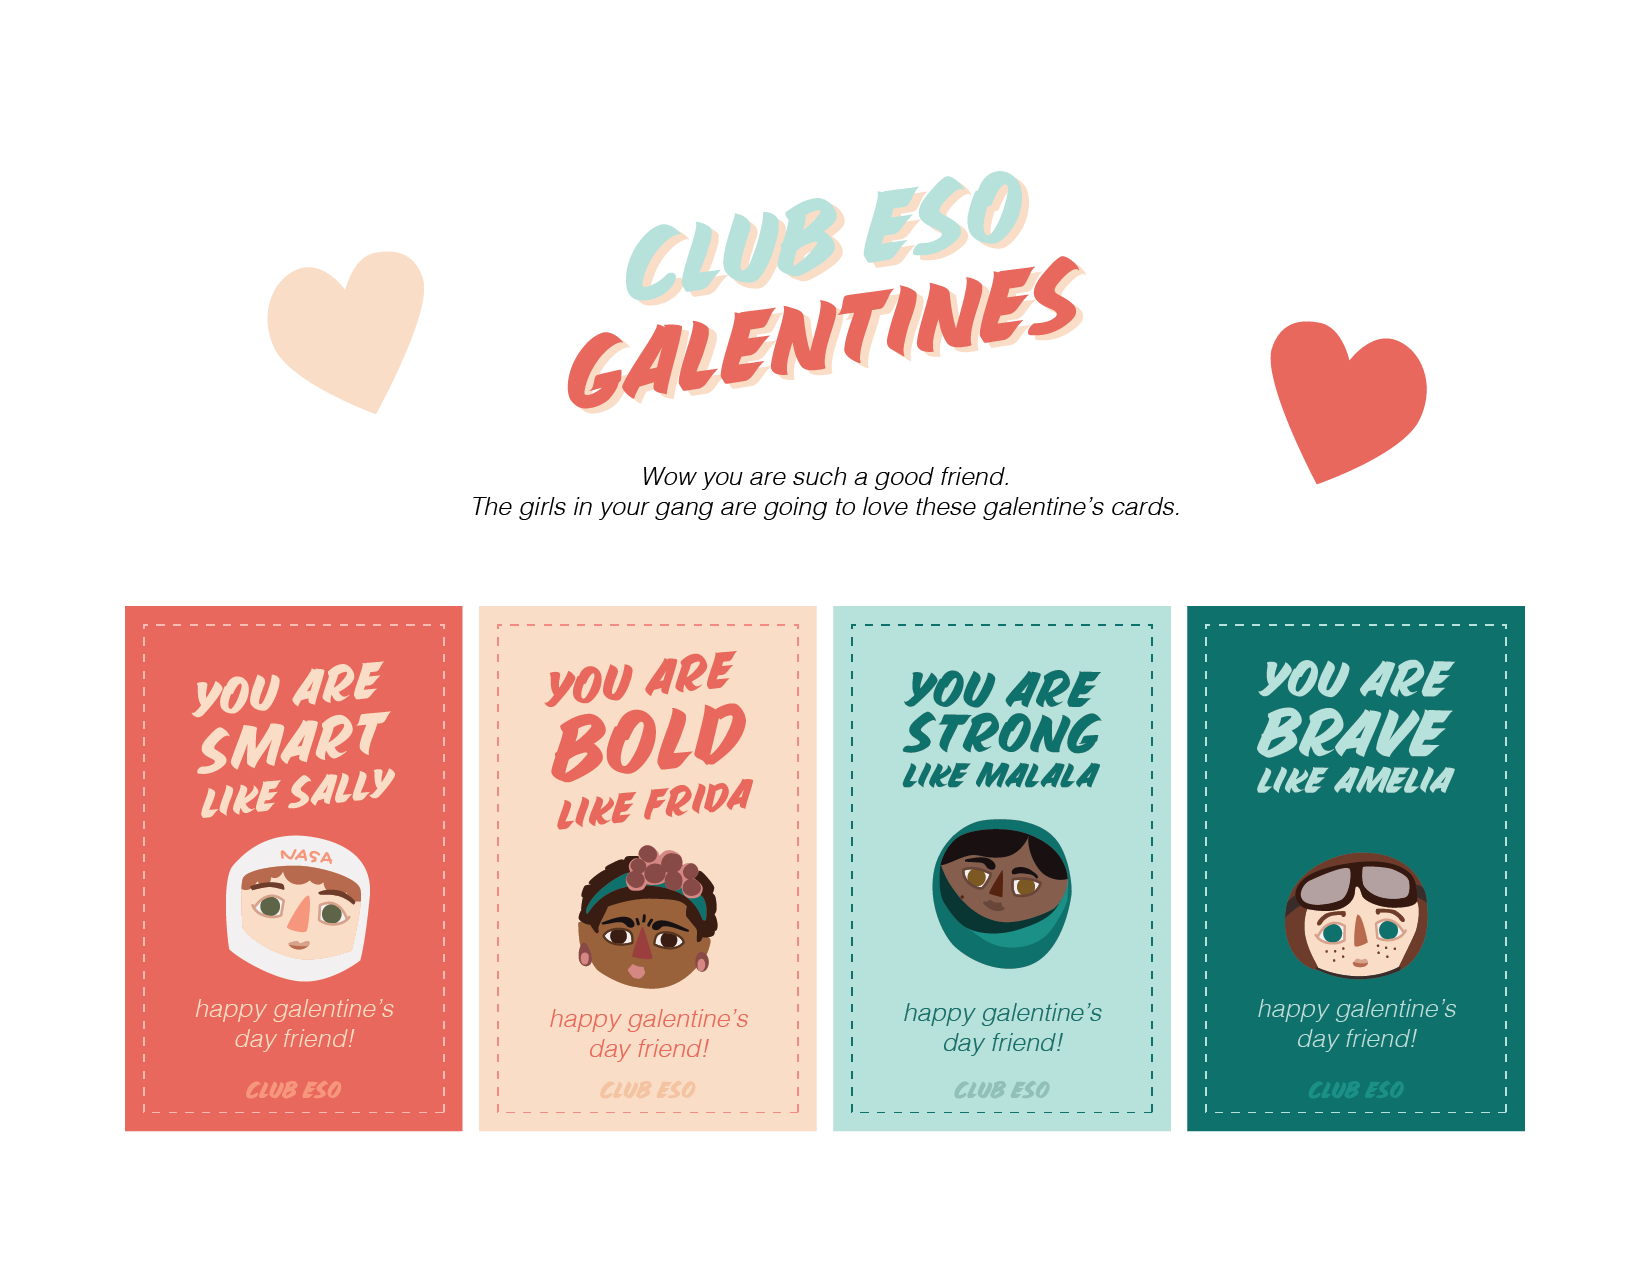 CLUB ESO
GALENTINES
Wow you are such a good friend.
The girls in your gang are going to love these galentine's cards.
YOU ARE
SMART
LIKE SALLY
NASA
happy galentine's
day friend!
CLUB ESO
YOU ARE
BOLD
LIKE FRIDA
happy galentine's
day friend!
CLUB ESO
YOU ARE
STRONG
LIKE MALALA
happy galentine's
day friend!
CLUB ESO
YOU ARE
BRAVE
LIKE AMELIA
happy galentine's
day friend!
CLUB ESO